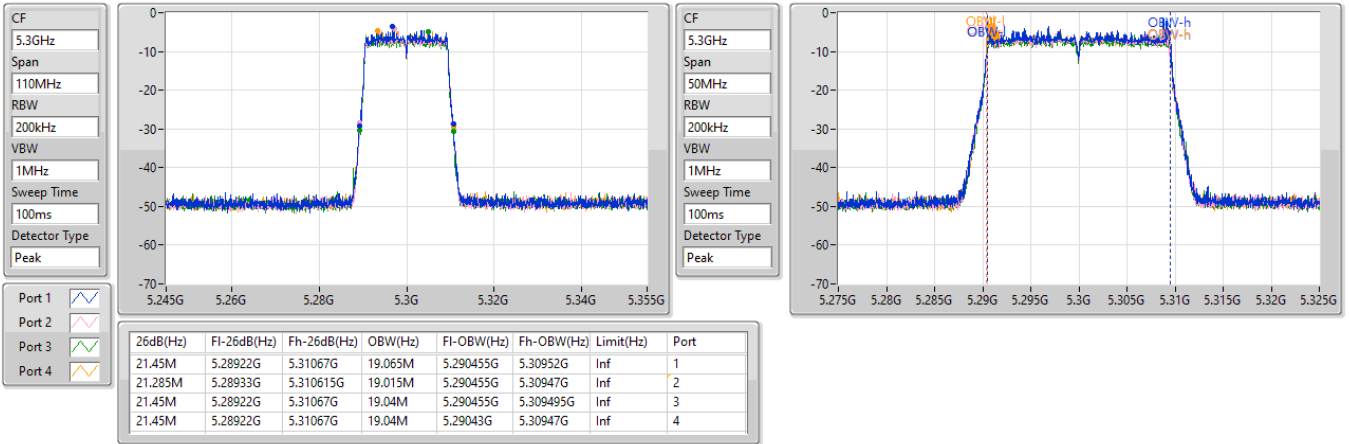 CF
5.3GHz
Span
110MHz
RBW
200kHz
VBW
1MHz
Sweep Time
100ms
Detector Type
Peak
0-
-10-
-20-
-30-
-40-
-50-
-60-
-70-
5.245G 5.26G 5.28G 5.3G 5.32G 5.34G 5.355G
CF
5.3GHz
Span
50MHz
RBW
200kHz
VBW
1MHz
Sweep Time
100ms
Detector Type
Peak
0-
-10-
-20-
-30-
-40-
-50-
-60-
-70-
OBW-l OBW-h
OBW-l OBW-h
5.275G 5.28G 5.285G 5.29G 5.295G 5.3G 5.305G 5.31G 5.315G 5.32G 5.325G
Port 1
Port 2
Port 3
Port 4
26dB(Hz) Fl-26dB(Hz) Fh-26dB(Hz) OBW(Hz) Fl-OBW(Hz) Fh-OBW(Hz) Limit(Hz) Port
21.45M 5.28922G 5.31067G 19.065M 5.290455G 5.30952G Inf 1
21.285M 5.28933G 5.310615G 19.015M 5.290455G 5.30947G Inf 2
21.45M 5.28922G 5.31067G 19.04M 5.290455G 5.309495G Inf 3
21.45M 5.28922G 5.31067G 19.04M 5.29043G 5.30947G Inf 4